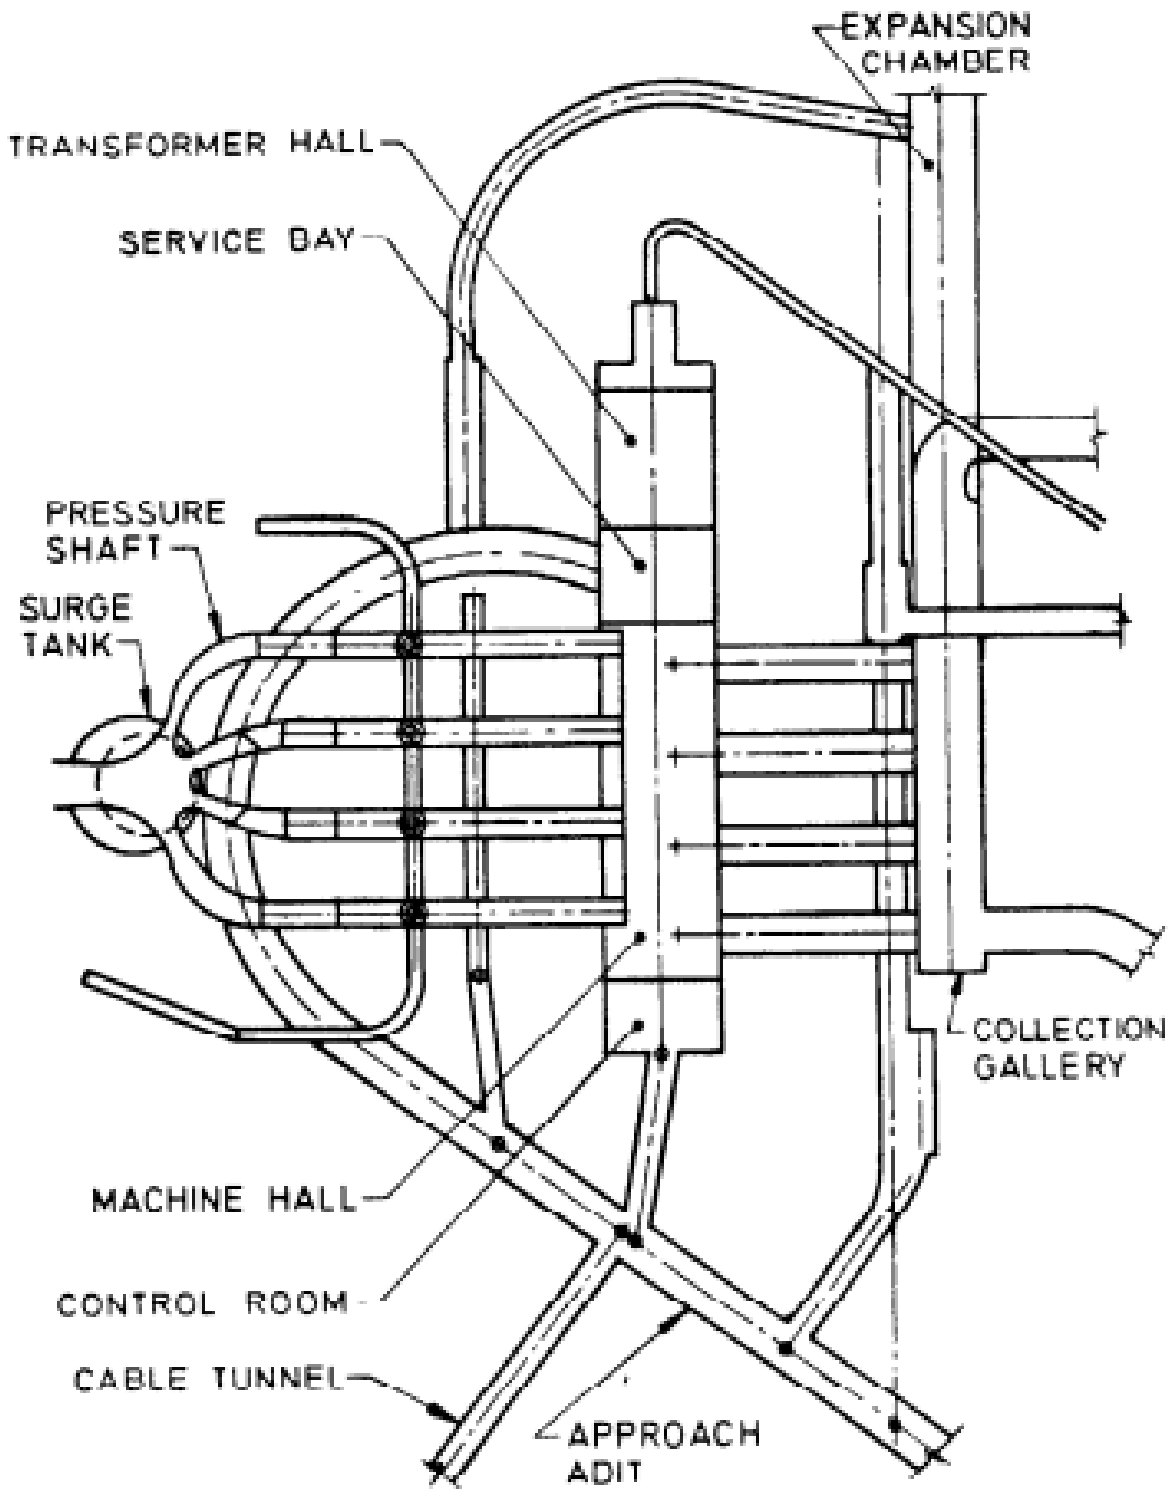 EXPANSION
CHAMBER
TRANSFORMER HALL
SERVICE BAY
PRESSURE
SHAFT
SURGE
TANK
COLLECTION
GALLERY
MACHINE HALL
CONTROL ROOM
CABLE TUNNEL
APPROACH
ADIT